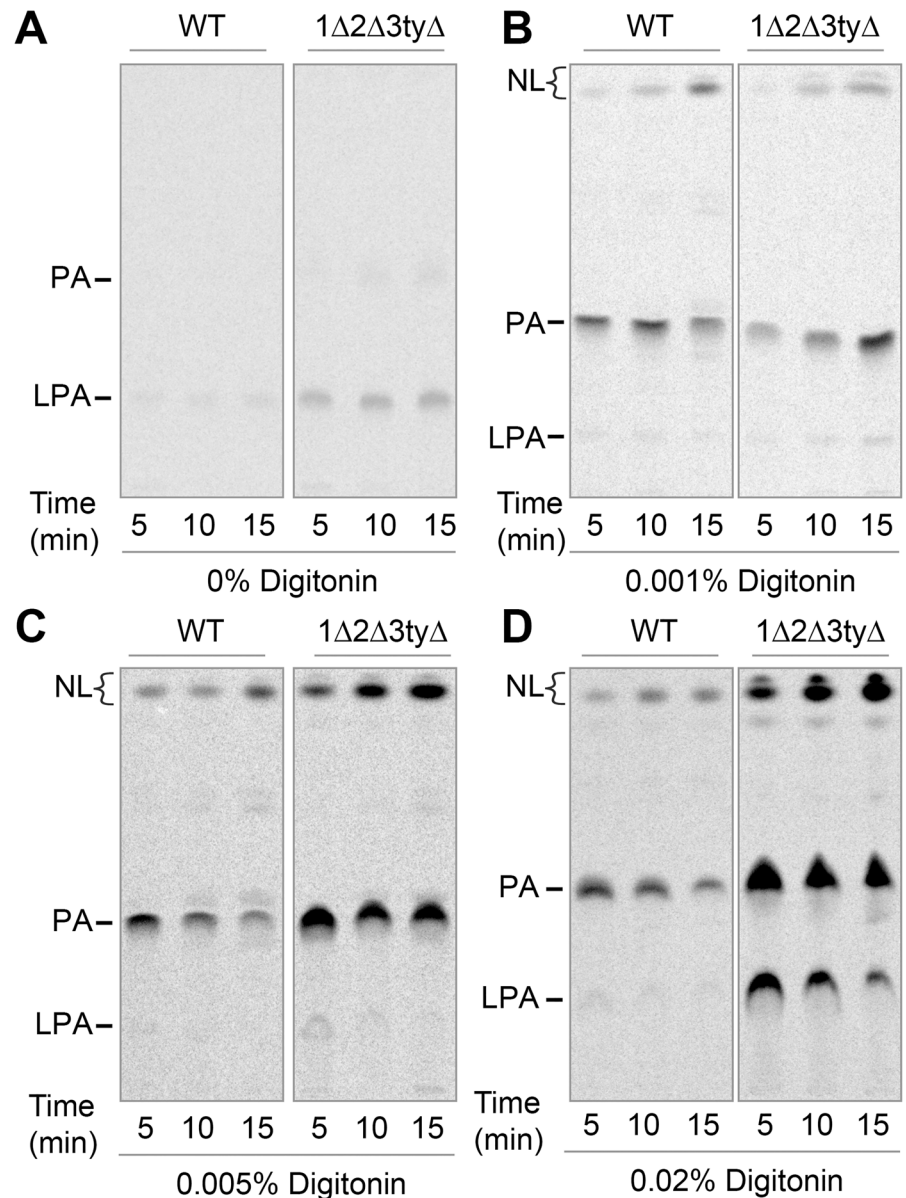 A
WT
1Δ2Δ3tyΔ
PA
LPA
Time
(min)
5 10 15 5 10 15
0% Digitonin
B
WT
1Δ2Δ3tyΔ
NL{
PA
LPA
Time
(min)
5 10 15 5 10 15
0.001% Digitonin
C
WT
1Δ2Δ3tyΔ
NL{
PA
LPA
Time
(min)
5 10 15 5 10 15
0.005% Digitonin
D
WT
1Δ2Δ3tyΔ
NL{
PA
LPA
Time
(min)
5 10 15 5 10 15
0.02% Digitonin